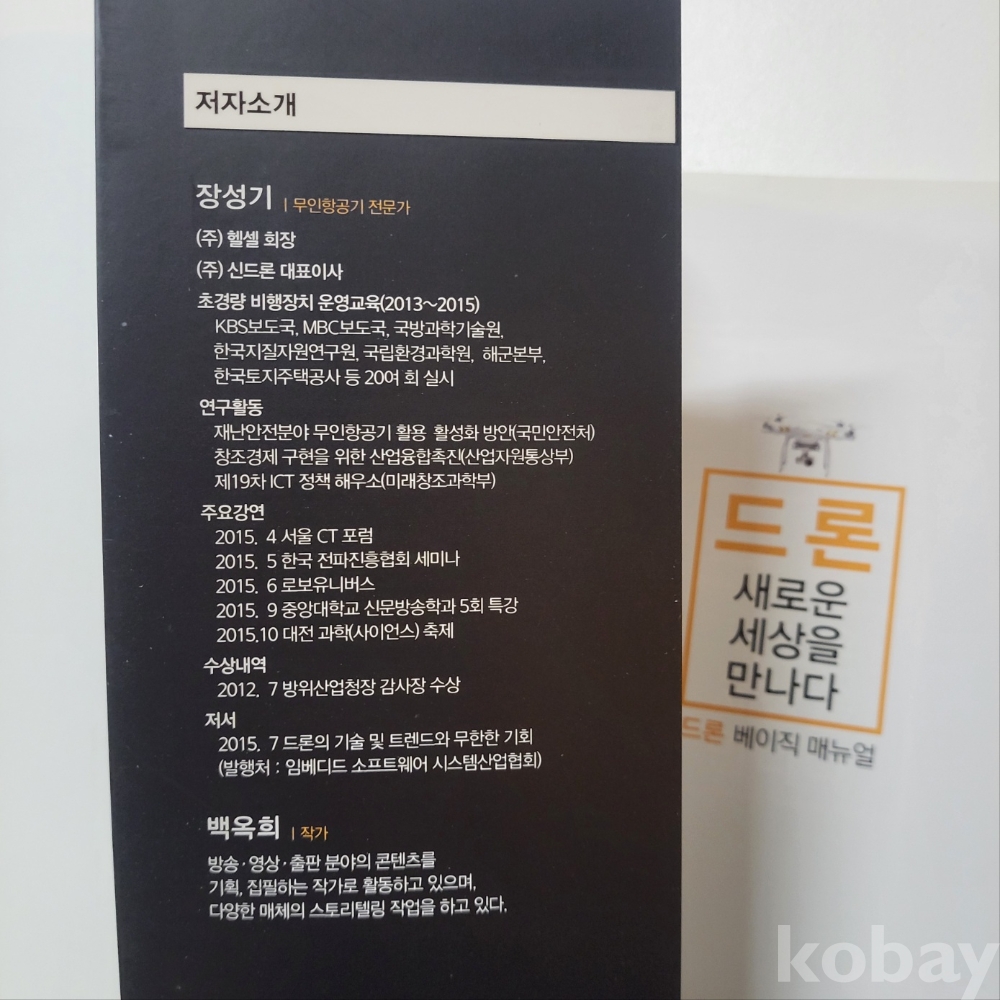 저자소개
장성기 | 무인항공기 전문가
(주) 헬셀 회장
(주) 신드론 대표이사
초경량 비행장치 운영교육(2013~2015)
KBS보도국, MBC보도국, 국방과학기술원,
한국지질자원연구원, 국립환경과학원, 해군본부,
한국토지주택공사 등 20여 회 실시
연구활동
재난안전분야 무인항공기 활용 활성화 방안(국민안전처)
창조경제 구현을 위한 산업융합촉진(산업자원통상부)
제19차 ICT 정책 해우소(미래창조과학부)
주요강연
2015. 4 서울 CT 포럼
2015. 5 한국 전파진흥협회 세미나
2015. 6 로보유니버스
2015. 9 중앙대학교 신문방송학과 5회 특강
2015.10 대전 과학(사이언스) 축제
수상내역
2012. 7 방위산업청장 감사장 수상
저서
2015. 7 드론의 기술 및 트렌드와 무한한 기회
(발행처 : 임베디드 소프트웨어 시스템산업협회)
백옥희 | 작가
방송·영상·출판 분야의 콘텐츠를
기획, 집필하는 작가로 활동하고 있으며,
다양한 매체의 스토리텔링 작업을 하고 있다.
드론
새로운
세상을
만나다
드론 베이직 매뉴얼
kobay